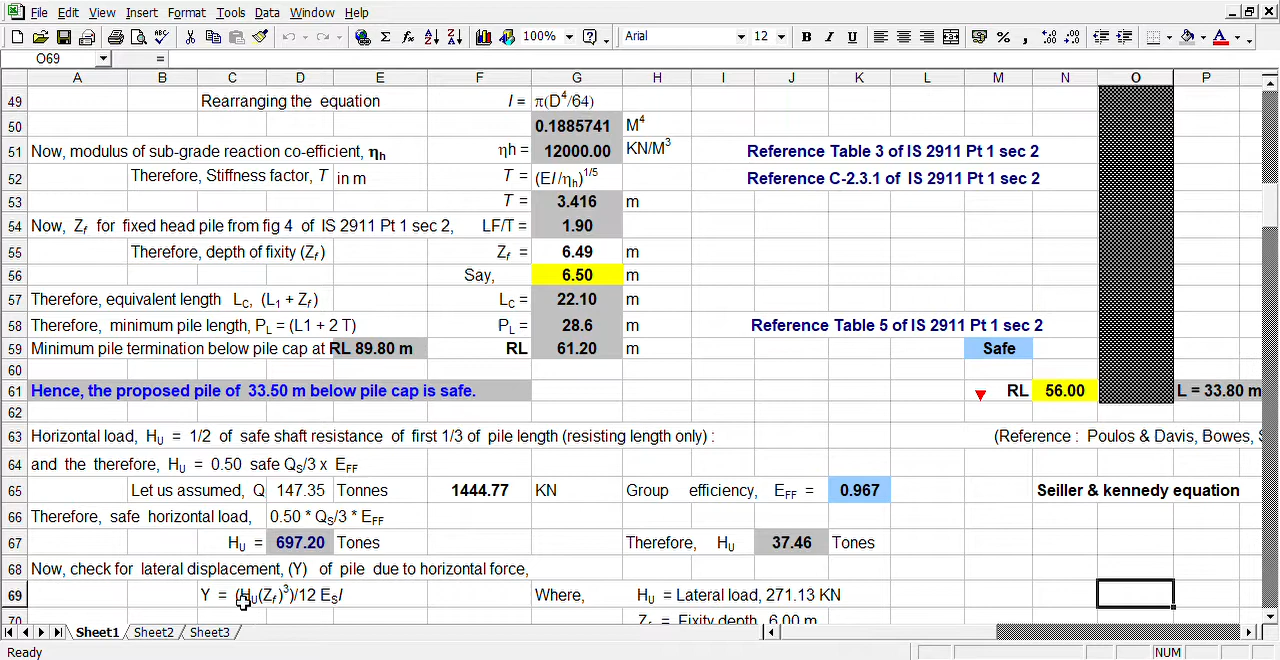 File Edit View Insert Format Tools Data Window Help
100% Arial 12 B I U
O69 =
A B C D E F G H I J K L M N O P
49 Rearranging the equation I = π(D⁴/64)
50 0.1885741 M⁴
51 Now, modulus of sub-grade reaction co-efficient, ηh ηh = 12000.00 KN/M³ Reference Table 3 of IS 2911 Pt 1 sec 2
52 Therefore, Stiffness factor, T in m T = (EI/ηh)^1/5 Reference C-2.3.1 of IS 2911 Pt 1 sec 2
53 T = 3.416 m
54 Now, Zf for fixed head pile from fig 4 of IS 2911 Pt 1 sec 2, LF/T = 1.90
55 Therefore, depth of fixity (Zf) Zf = 6.49 m
56 Say, 6.50 m
57 Therefore, equivalent length LC, (L1 + Zf) LC = 22.10 m
58 Therefore, minimum pile length, PL = (L1 + 2 T) PL = 28.6 m Reference Table 5 of IS 2911 Pt 1 sec 2
59 Minimum pile termination below pile cap at RL 89.80 m RL 61.20 m Safe
60
61 Hence, the proposed pile of 33.50 m below pile cap is safe. RL 56.00 L = 33.80 m
62
63 Horizontal load, HU = 1/2 of safe shaft resistance of first 1/3 of pile length (resisting length only) : (Reference : Poulos & Davis, Bowes,
64 and the therefore, HU = 0.50 safe QS/3 x EFF
65 Let us assumed, Q 147.35 Tonnes 1444.77 KN Group efficiency, EFF = 0.967 Seiller & kennedy equation
66 Therefore, safe horizontal load, 0.50 * QS/3 * EFF
67 HU = 697.20 Tones Therefore, HU 37.46 Tones
68 Now, check for lateral displacement, (Y) of pile due to horizontal force,
69 Y = (HU(Zf)³)/12 ESI Where, HU = Lateral load, 271.13 KN
70 Zf = Fixity depth 6.00 m
Sheet1 Sheet2 Sheet3
Ready NUM